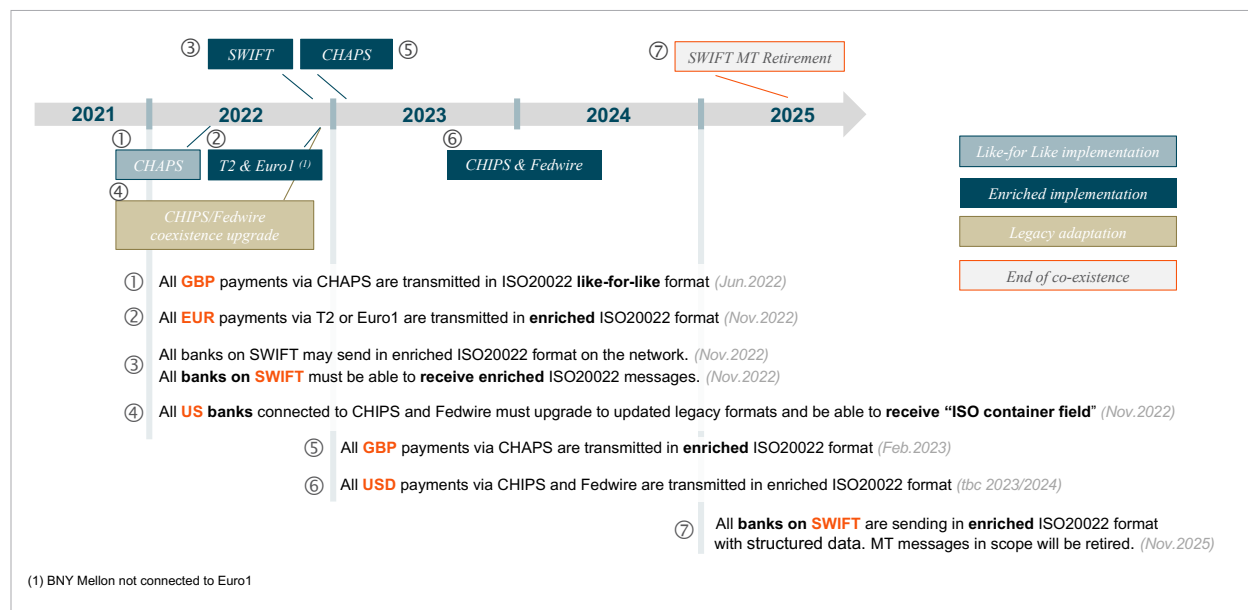 ③ SWIFT CHAPS ⑤ ⑦ SWIFT MT Retirement
2021 2022 2023 2024 2025
① CHAPS
② T2 & Euro1 (1)
⑥ CHIPS & Fedwire
④ CHIPS/Fedwire
coexistence upgrade
Like-for Like implementation
Enriched implementation
Legacy adaptation
End of co-existence
① All GBP payments via CHAPS are transmitted in ISO20022 like-for-like format (Jun.2022)
② All EUR payments via T2 or Euro1 are transmitted in enriched ISO20022 format (Nov.2022)
③ All banks on SWIFT may send in enriched ISO20022 format on the network. (Nov.2022)
All banks on SWIFT must be able to receive enriched ISO20022 messages. (Nov.2022)
④ All US banks connected to CHIPS and Fedwire must upgrade to updated legacy formats and be able to receive “ISO container field” (Nov.2022)
⑤ All GBP payments via CHAPS are transmitted in enriched ISO20022 format (Feb.2023)
⑥ All USD payments via CHIPS and Fedwire are transmitted in enriched ISO20022 format (tbc 2023/2024)
⑦ All banks on SWIFT are sending in enriched ISO20022 format
with structured data. MT messages in scope will be retired. (Nov.2025)
(1) BNY Mellon not connected to Euro1